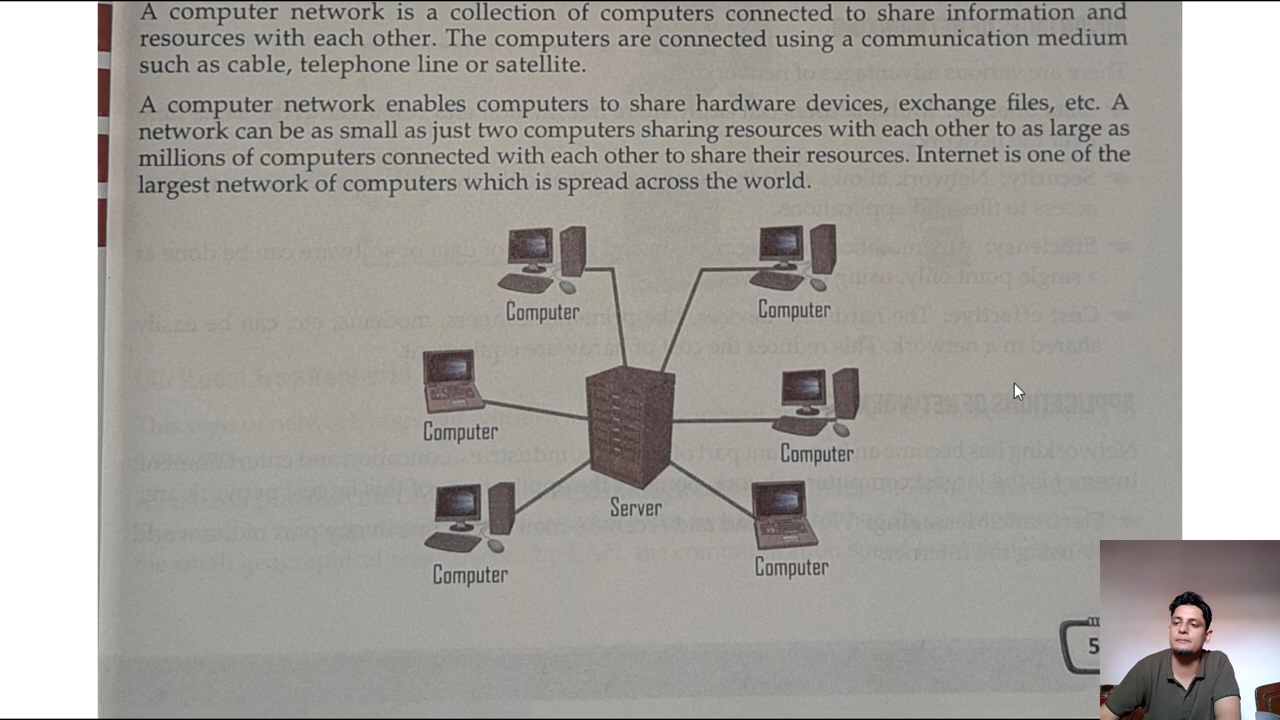 A computer network is a collection of computers connected to share information and
resources with each other. The computers are connected using a communication medium
such as cable, telephone line or satellite.
A computer network enables computers to share hardware devices, exchange files, etc. A
network can be as small as just two computers sharing resources with each other to as large as
millions of computers connected with each other to share their resources. Internet is one of the
largest network of computers which is spread across the world.
Computer
Computer
Computer
Computer
Server
Computer
Computer
5